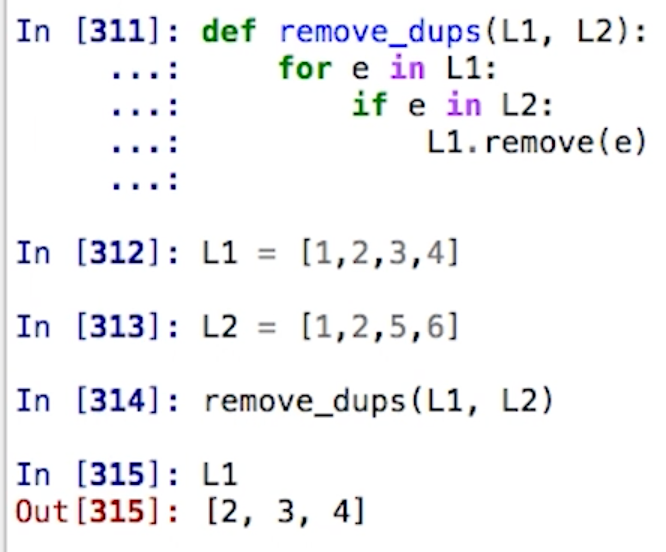 In [311]: def remove_dups(L1, L2):
...: for e in L1:
...: if e in L2:
...: L1.remove(e)
...:
In [312]: L1 = [1,2,3,4]
In [313]: L2 = [1,2,5,6]
In [314]: remove_dups(L1, L2)
In [315]: L1
Out[315]: [2, 3, 4]